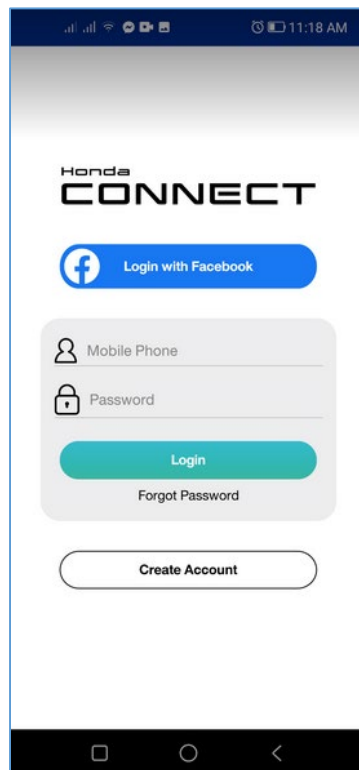 11:18 AM
Honda
CONNECT
Login with Facebook
Mobile Phone
Password
Login
Forgot Password
Create Account